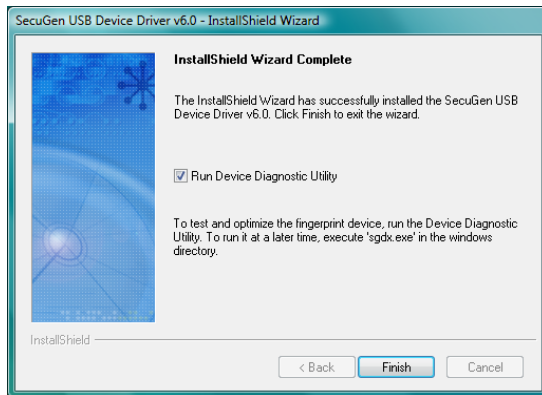 SecuGen USB Device Driver v6.0 - InstallShield Wizard
InstallShield Wizard Complete
The InstallShield Wizard has successfully installed the SecuGen USB
Device Driver v6.0. Click Finish to exit the wizard.
Run Device Diagnostic Utility
To test and optimize the fingerprint device, run the Device Diagnostic
Utility. To run it at a later time, execute 'sgdx.exe' in the windows
directory.
InstallShield
< Back
Finish
Cancel